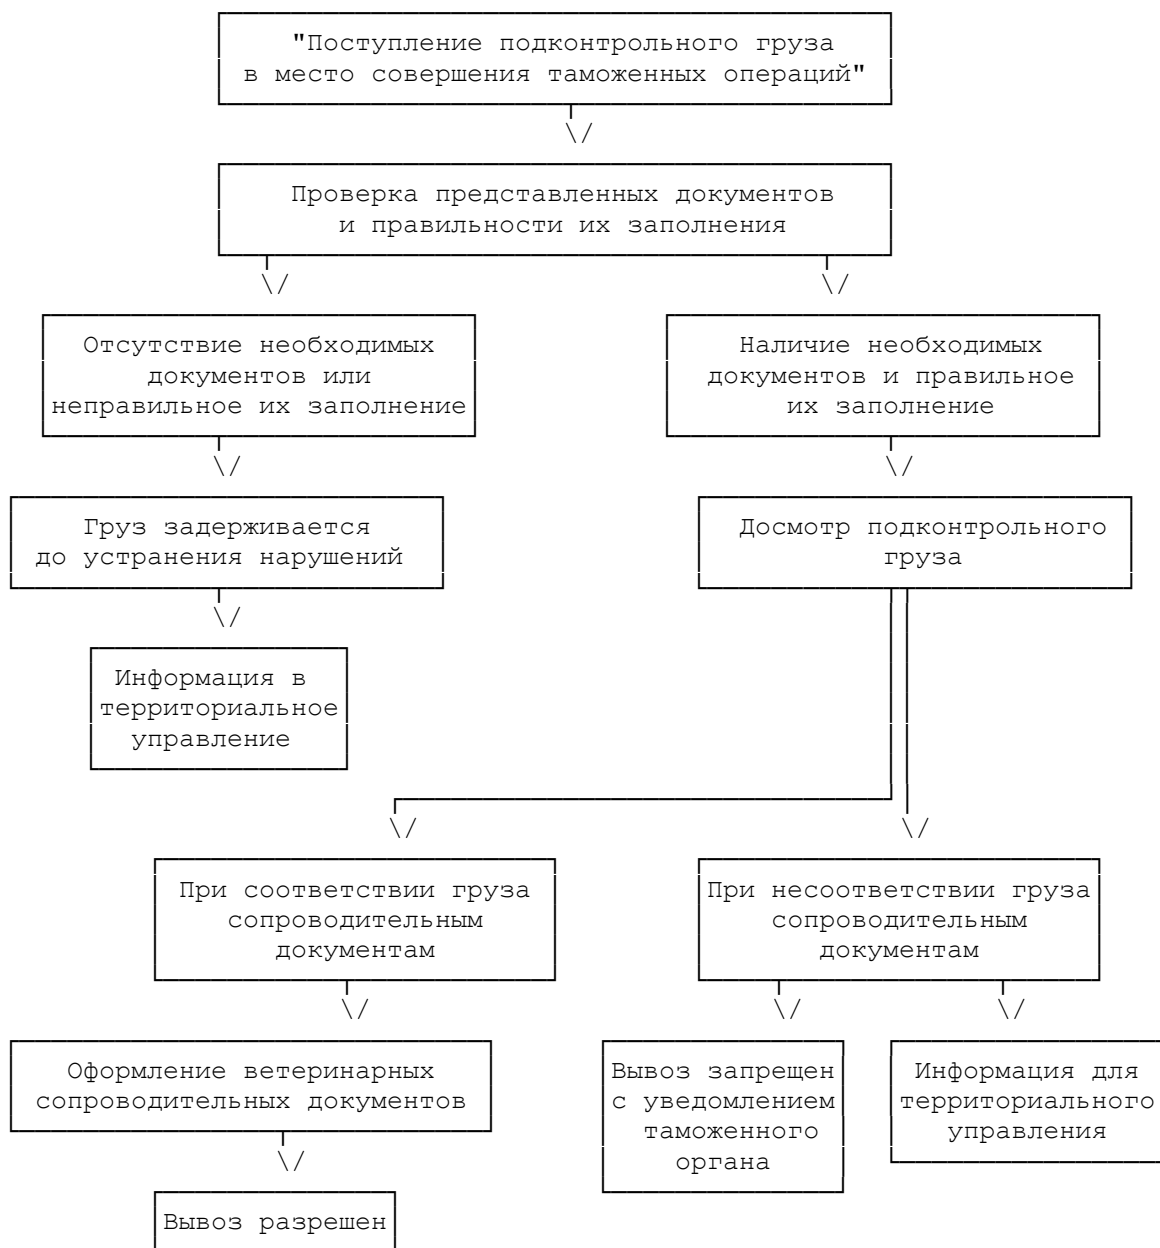 "Поступление подконтрольного груза
в место совершения таможенных операций"
Проверка представленных документов
и правильности их заполнения
Отсутствие необходимых
документов или
неправильное их заполнение
Наличие необходимых
документов и правильное
их заполнение
Груз задерживается
до устранения нарушений
Досмотр подконтрольного
груза
Информация в
территориальное
управление
При соответствии груза
сопроводительным
документам
При несоответствии груза
сопроводительным
документам
Оформление ветеринарных
сопроводительных документов
Вывоз запрещен
с уведомлением
таможенного
органа
Информация для
территориального
управления
Вывоз разрешен